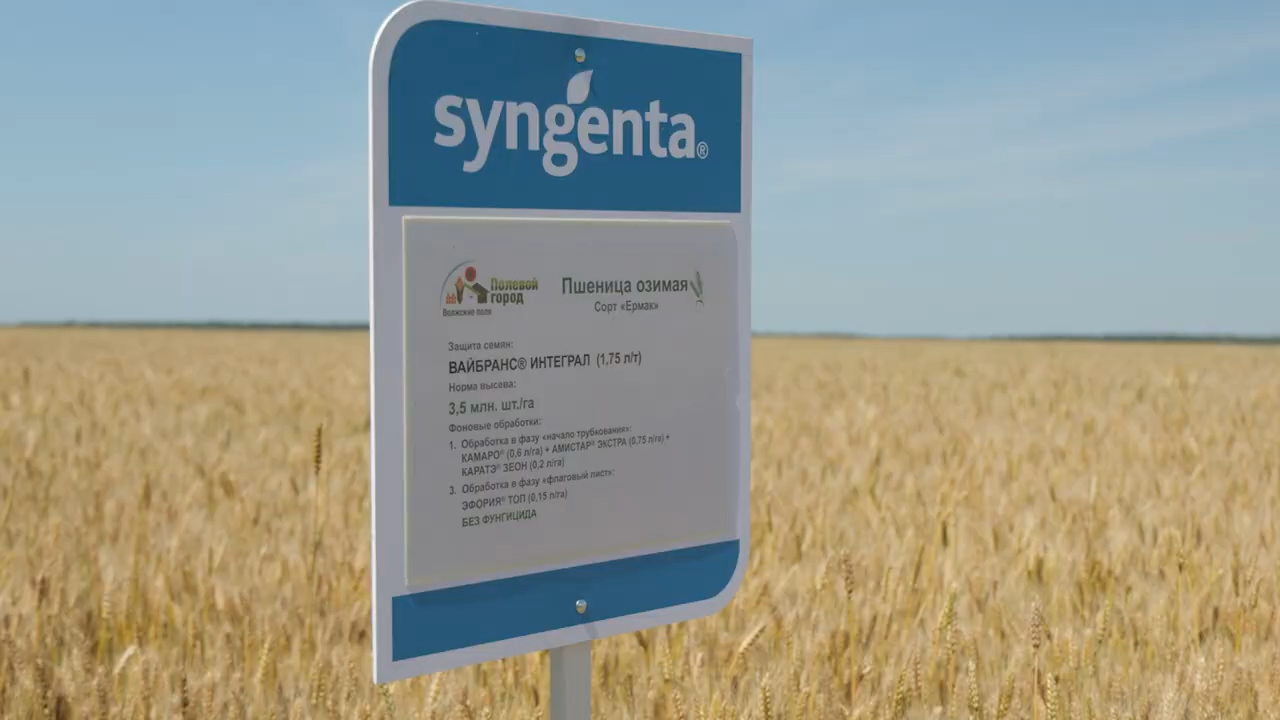 syngenta®
Полевой
город
Волжские поля
Пшеница озимая
Сорт «Ермак»
Защита семян:
ВАЙБРАНС® ИНТЕГРАЛ (1,75 л/т)
Норма высева:
3,5 млн. шт./га
Фоновые обработки:
1. Обработка в фазу «начало трубкования»:
КАМАРО® (0,6 л/га) + АМИСТАР® ЭКСТРА (0,75 л/га) +
КАРАТЭ® ЗЕОН (0,2 л/га)
3. Обработка в фазу «флаговый лист»:
ЭФОРИЯ® ТОП (0,15 л/га)
БЕЗ ФУНГИЦИДА